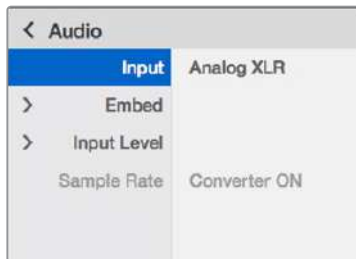 < Audio
Input Analog XLR
> Embed
> Input Level
Sample Rate Converter ON